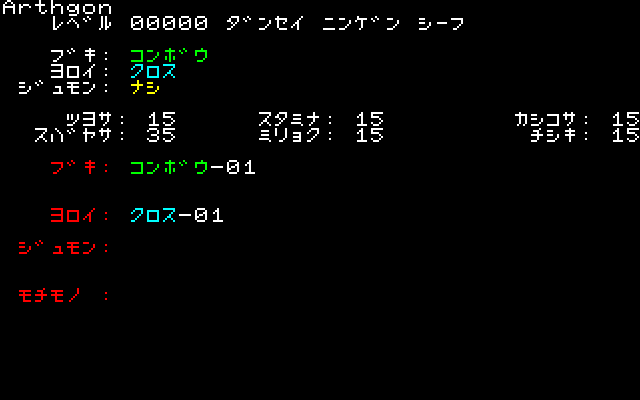 Arthgon
レベル 00000 ダンセイ ニンゲン シーフ
ブキ: コンボウ
ヨロイ: クロス
ジュモン: ナシ
ツヨサ: 15 スタミナ: 15 カシコサ: 15
スバヤサ: 35 ミリョク: 15 チシキ: 15
ブキ: コンボウ-01
ヨロイ: クロス-01
ジュモン:
モチモノ :